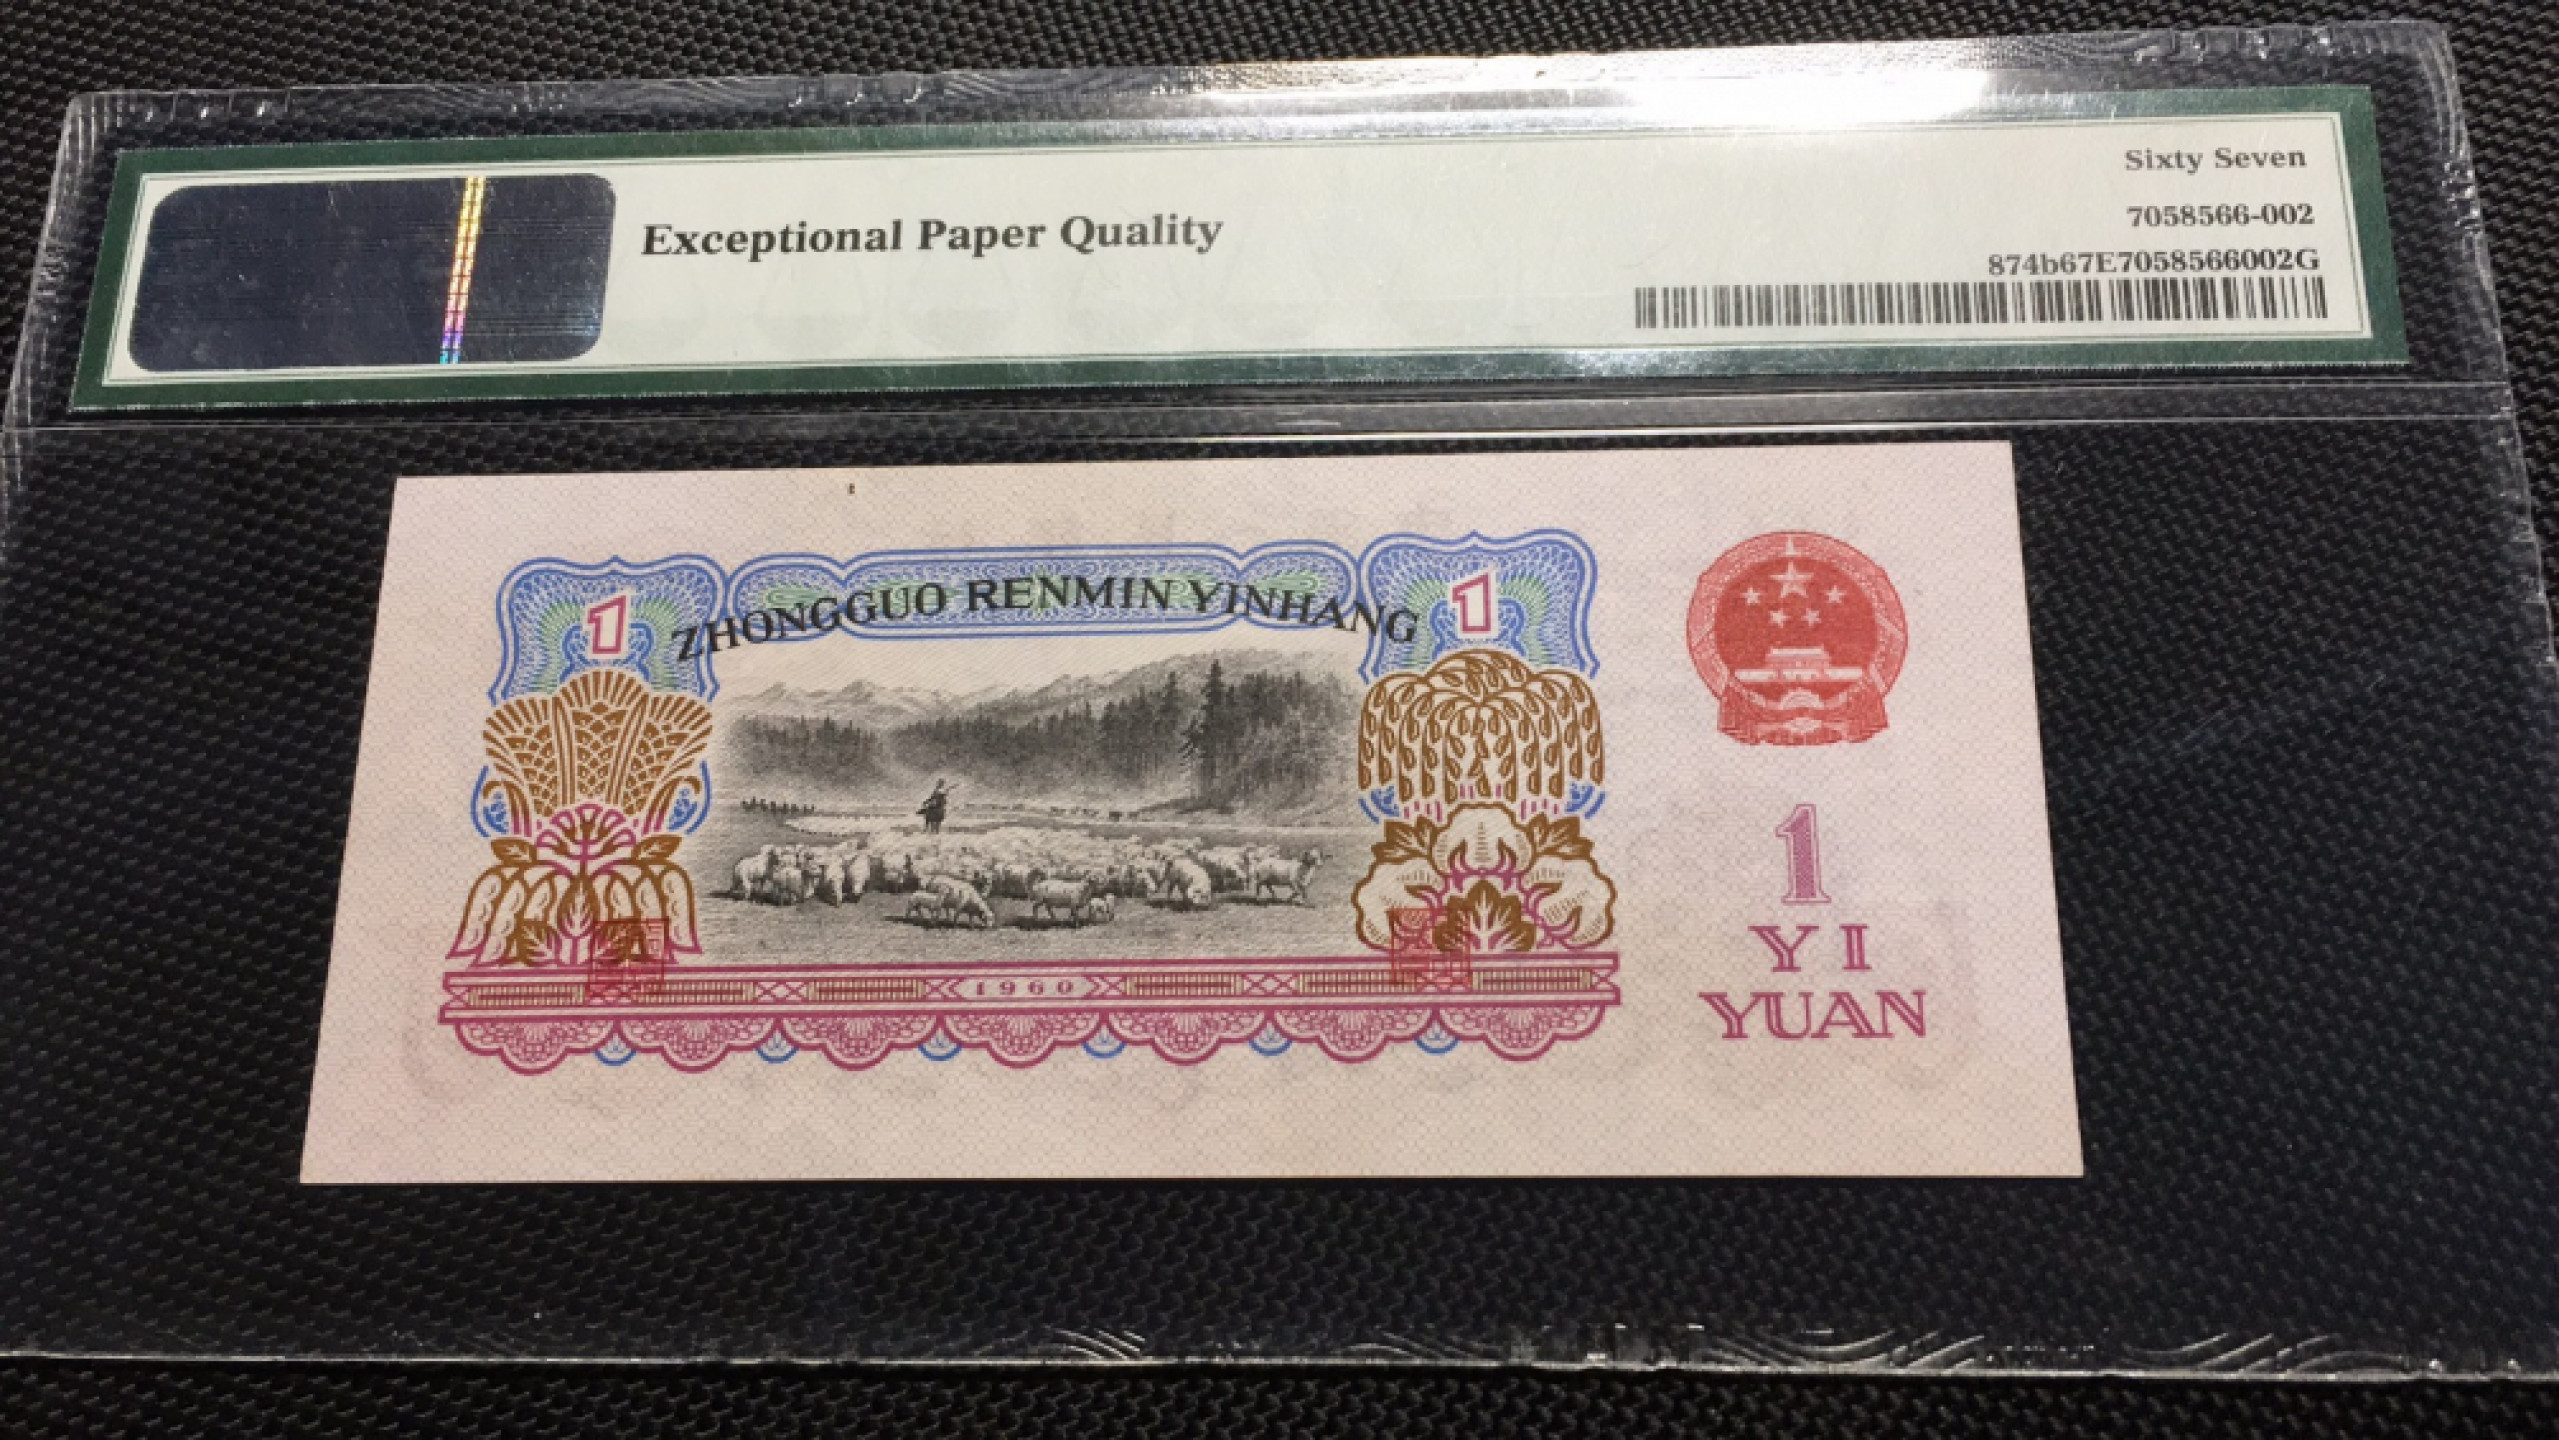 Sixty Seven
Exceptional Paper Quality
7058566-002
874b67E7058566002G
ZHONGGUO RENMIN YINHANG
1
1
1
YI
YUAN
1960